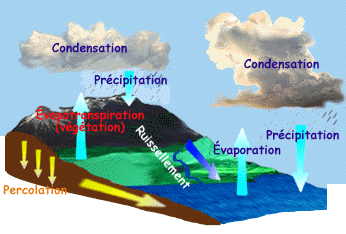 Condensation
Condensation
Précipitation
Évapotranspiration
(végétation)
Ruissellement
Précipitation
Évaporation
Percolation